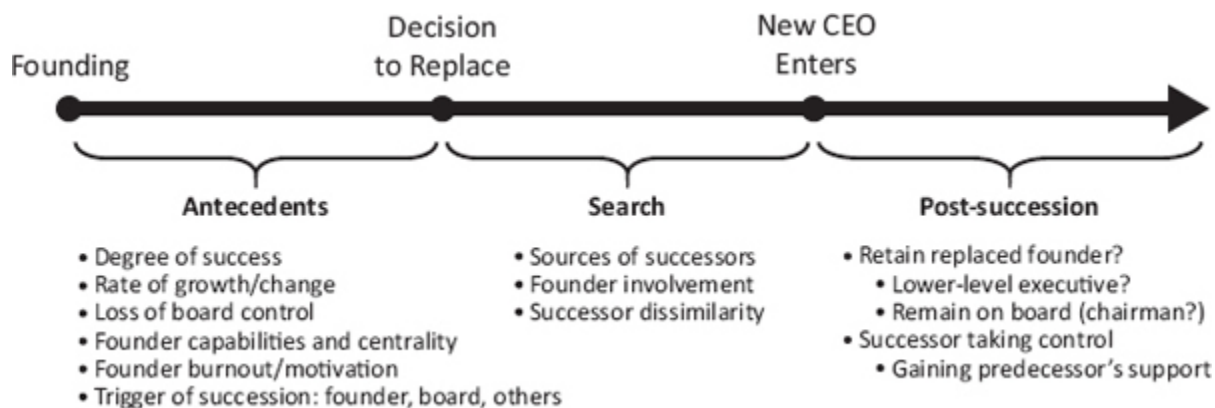 Founding
Decision
to Replace
New CEO
Enters
Antecedents
• Degree of success
• Rate of growth/change
• Loss of board control
• Founder capabilities and centrality
• Founder burnout/motivation
• Trigger of succession: founder, board, others
Search
• Sources of successors
• Founder involvement
• Successor dissimilarity
Post-succession
• Retain replaced founder?
• Lower-level executive?
• Remain on board (chairman?)
• Successor taking control
• Gaining predecessor’s support